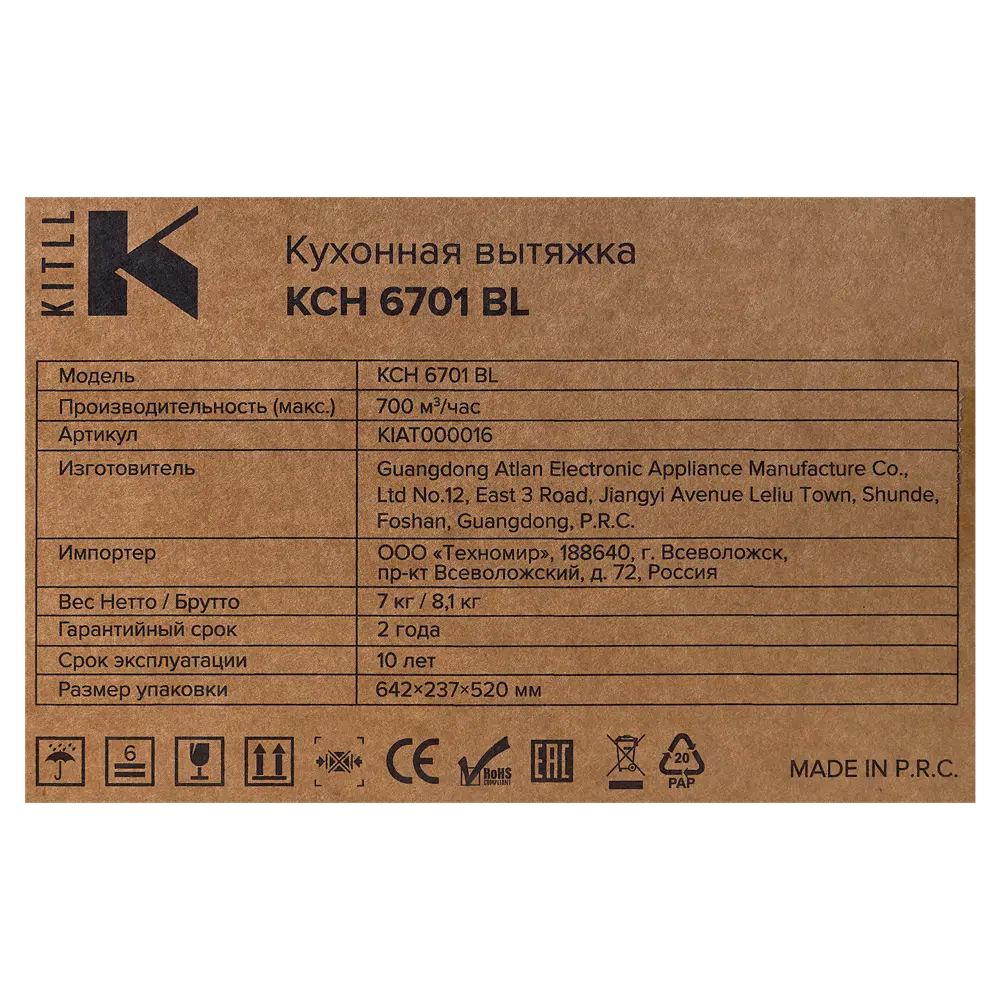 KITLL
Кухонная вытяжка
KCH 6701 BL
Модель KCH 6701 BL
Производительность (макс.) 700 м³/час
Артикул KIAT000016
Изготовитель Guangdong Atlan Electronic Appliance Manufacture Co.,
Ltd No.12, East 3 Road, Jiangyi Avenue Leliu Town, Shunde,
Foshan, Guangdong, P.R.C.
Импортер ООО «Техномир», 188640, г. Всеволожск,
пр-кт Всеволожский, д. 72, Россия
Вес Нетто / Брутто 7 кг / 8,1 кг
Гарантийный срок 2 года
Срок эксплуатации 10 лет
Размер упаковки 642×237×520 мм
6 CE RoHS EAC 20 MADE IN P.R.C.
COMPLIANT PAP